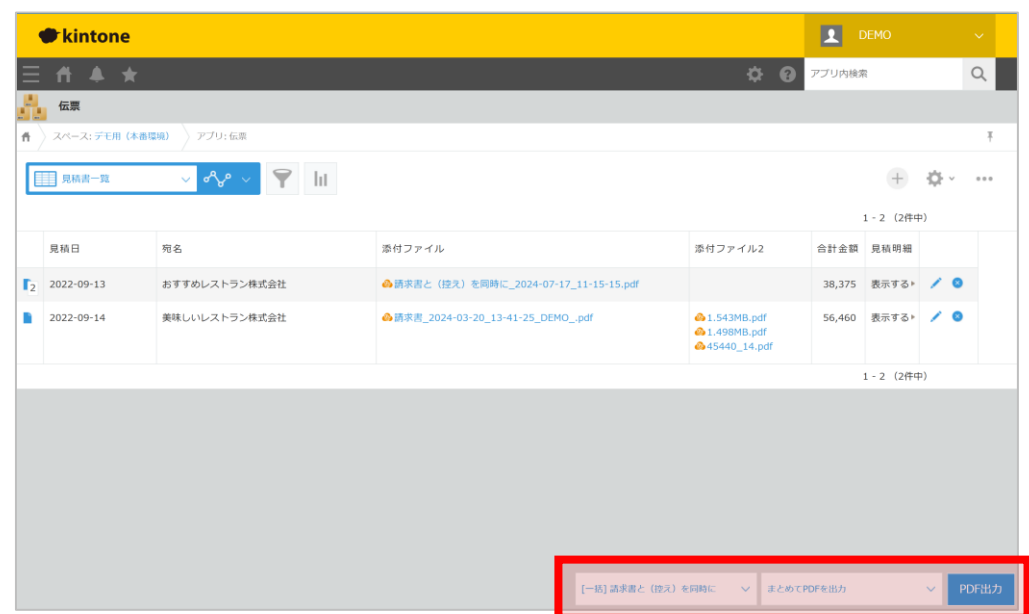 kintone
DEMO
アプリ内検索
伝票
スペース: デモ用（本番環境） アプリ: 伝票
見積書一覧
1 - 2 （2件中）
見積日 宛名 添付ファイル 添付ファイル2 合計金額 見積明細
2 2022-09-13 おすすめレストラン株式会社 請求書と（控え）を同時に_2024-07-17_11-15-15.pdf 38,375 表示する
2022-09-14 美味しいレストラン株式会社 請求書_2024-03-20_13-41-25_DEMO_.pdf 1.543MB.pdf 56,460 表示する
1.498MB.pdf
45440_14.pdf
1 - 2 （2件中）
[一括] 請求書と（控え）を同時に まとめてPDFを出力 PDF出力